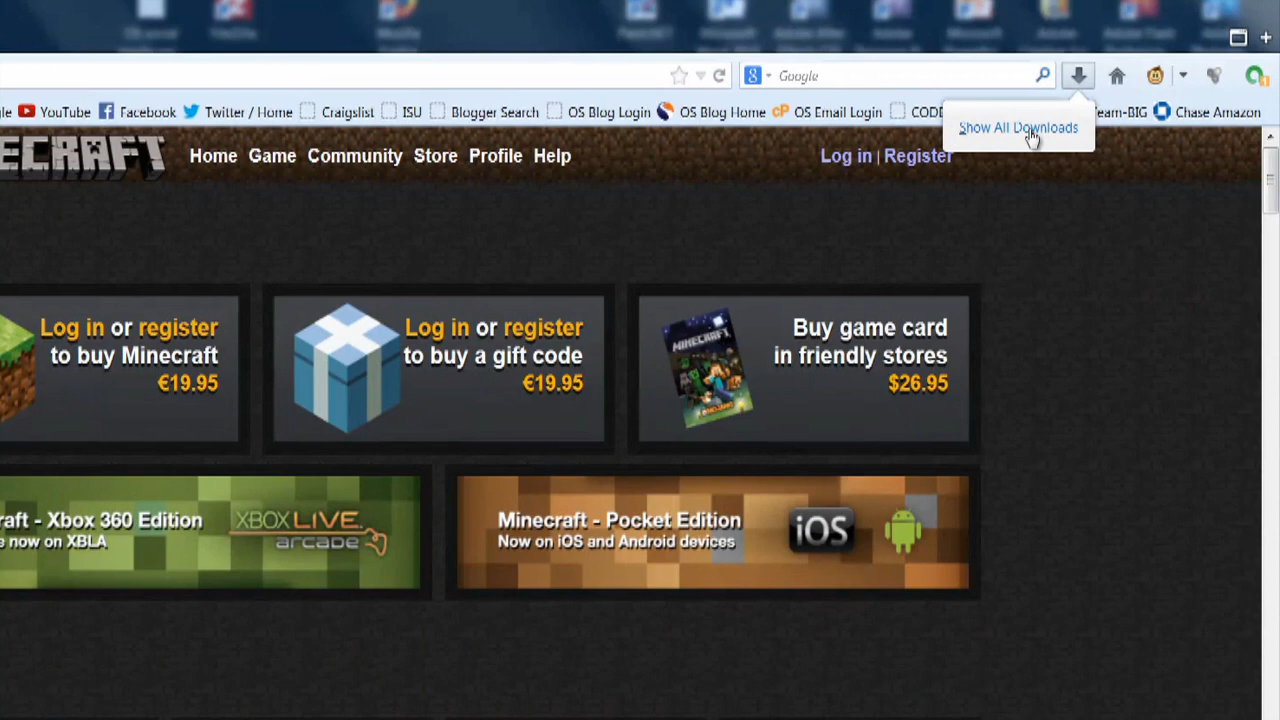 Google
gle YouTube Facebook Twitter / Home Craigslist ISU Blogger Search OS Blog Login OS Blog Home OS Email Login CODE eam-BIG Chase Amazon
Show All Downloads
ECRAFT Home Game Community Store Profile Help Log in | Register
Log in or register
to buy Minecraft
€19.95
Log in or register
to buy a gift code
€19.95
MINECRAFT
MOJANG
Buy game card
in friendly stores
$26.95
raft - Xbox 360 Edition
e now on XBLA
XBOX LIVE
arcade
Minecraft - Pocket Edition
Now on iOS and Android devices
iOS